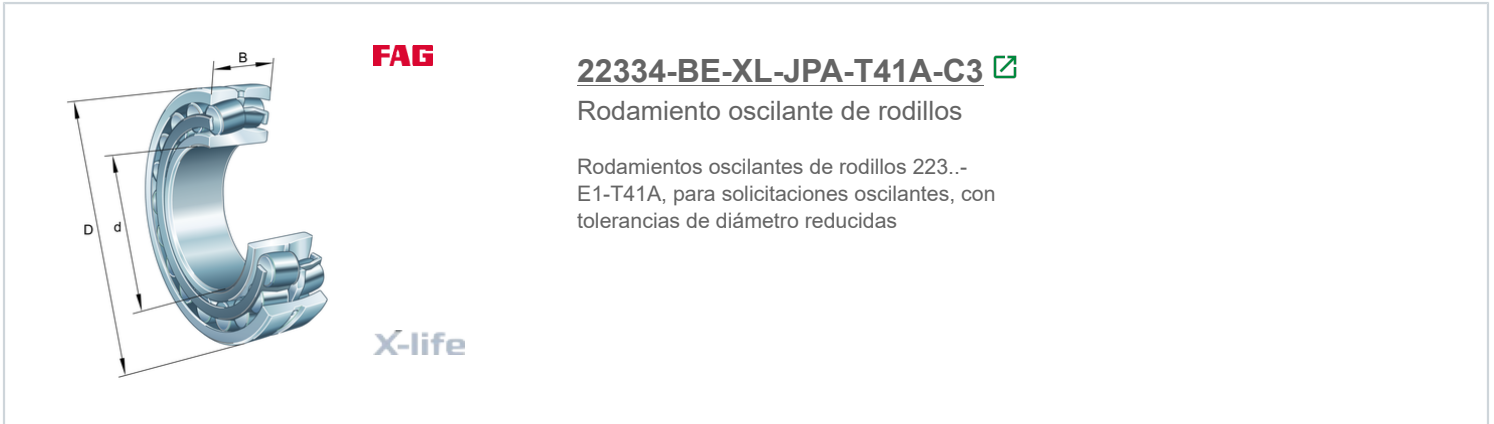 B
FAG
22334-BE-XL-JPA-T41A-C3
Rodamiento oscilante de rodillos
Rodamientos oscilantes de rodillos 223..-
E1-T41A, para solicitaciones oscilantes, con
tolerancias de diámetro reducidas
D
d
X-life